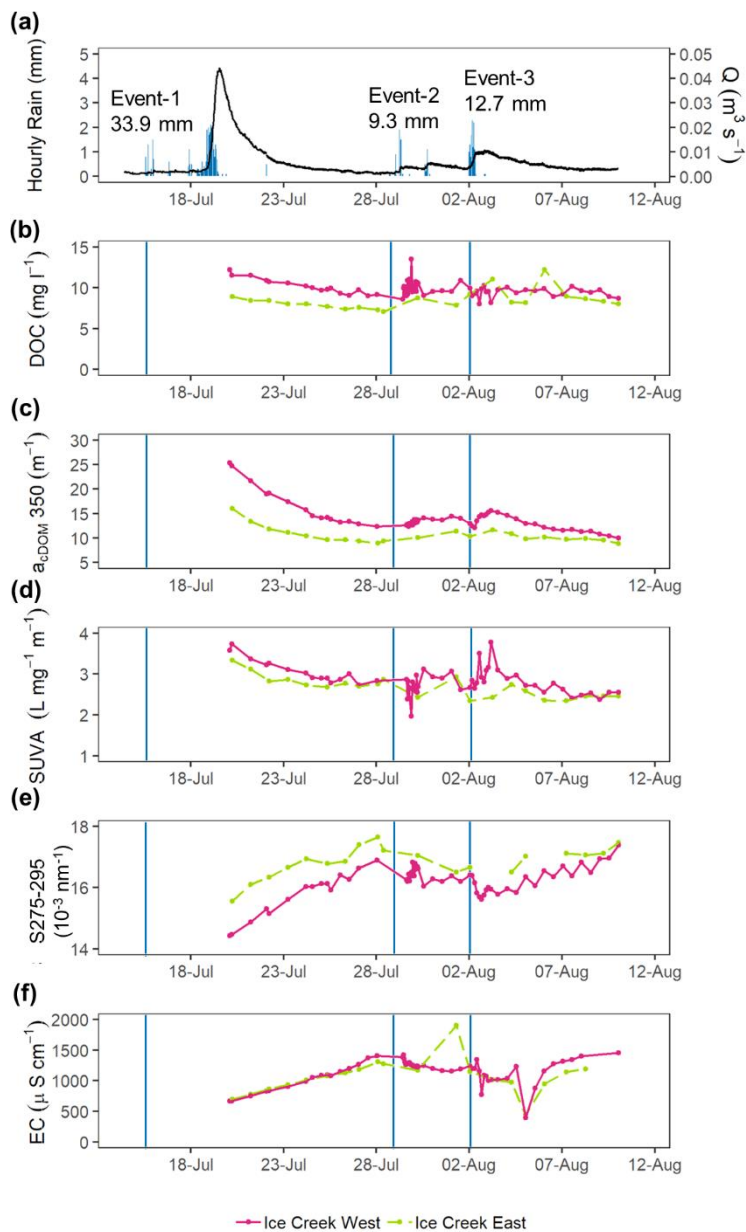 (a)
Hourly Rain (mm)
5
4
3
2
1
0
Event-1
33.9 mm
Event-2
9.3 mm
Event-3
12.7 mm
0.05
0.04
0.03
0.02
0.01
0.00
Q (m³ s⁻¹)
18-Jul 23-Jul 28-Jul 02-Aug 07-Aug 12-Aug
(b)
DOC (mg l⁻¹)
15
10
5
0
18-Jul 23-Jul 28-Jul 02-Aug 07-Aug 12-Aug
(c)
a_cDOM 350 (m⁻¹)
30
25
20
15
10
5
18-Jul 23-Jul 28-Jul 02-Aug 07-Aug 12-Aug
(d)
SUVA (L mg⁻¹ m⁻¹)
4
3
2
1
18-Jul 23-Jul 28-Jul 02-Aug 07-Aug 12-Aug
(e)
S275-295
(10⁻³ nm⁻¹)
18
16
14
18-Jul 23-Jul 28-Jul 02-Aug 07-Aug 12-Aug
(f)
EC (µ S cm⁻¹)
2000
1500
1000
500
0
18-Jul 23-Jul 28-Jul 02-Aug 07-Aug 12-Aug
Ice Creek West Ice Creek East